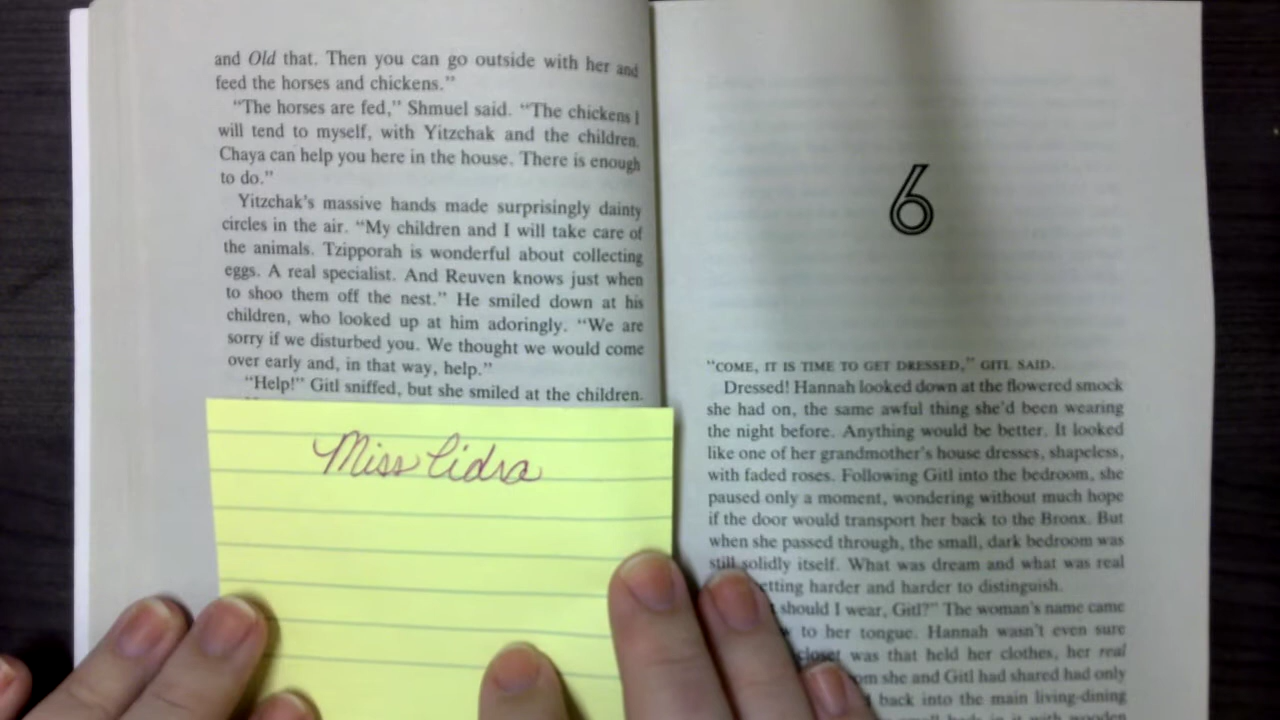 and Old that. Then you can go outside with her and
feed the horses and chickens."
"The horses are fed," Shmuel said. "The chickens I
will tend to myself, with Yitzchak and the children.
Chaya can help you here in the house. There is enough
to do."
Yitzchak's massive hands made surprisingly dainty
circles in the air. "My children and I will take care of
the animals. Tzipporah is wonderful about collecting
eggs. A real specialist. And Reuven knows just when
to shoo them off the nest." He smiled down at his
children, who looked up at him adoringly. "We are
sorry if we disturbed you. We thought we would come
over early and, in that way, help."
"Help!" Gitl sniffed, but she smiled at the children.
Miss Cidra
6
"COME, IT IS TIME TO GET DRESSED," GITL SAID.
Dressed! Hannah looked down at the flowered smock
she had on, the same awful thing she'd been wearing
the night before. Anything would be better. It looked
like one of her grandmother's house dresses, shapeless,
with faded roses. Following Gitl into the bedroom, she
paused only a moment, wondering without much hope
if the door would transport her back to the Bronx. But
when she passed through, the small, dark bedroom was
still solidly itself. What was dream and what was real
etting harder and harder to distinguish.
should I wear, Gitl?" The woman's name came
to her tongue. Hannah wasn't even sure
closet was that held her clothes, her real
om she and Gitl had shared had only
back into the main living-dining
with wooden